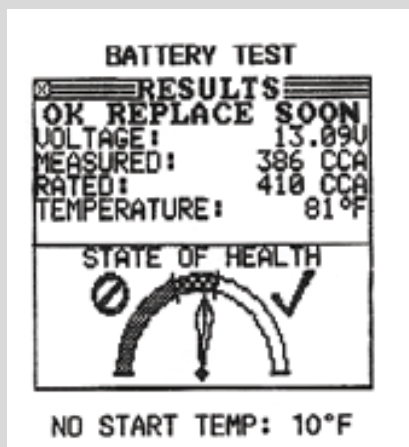 BATTERY TEST
RESULTS
OK REPLACE SOON
VOLTAGE: 13.09V
MEASURED: 386 CCA
RATED: 410 CCA
TEMPERATURE: 81°F
STATE OF HEALTH
NO START TEMP: 10°F